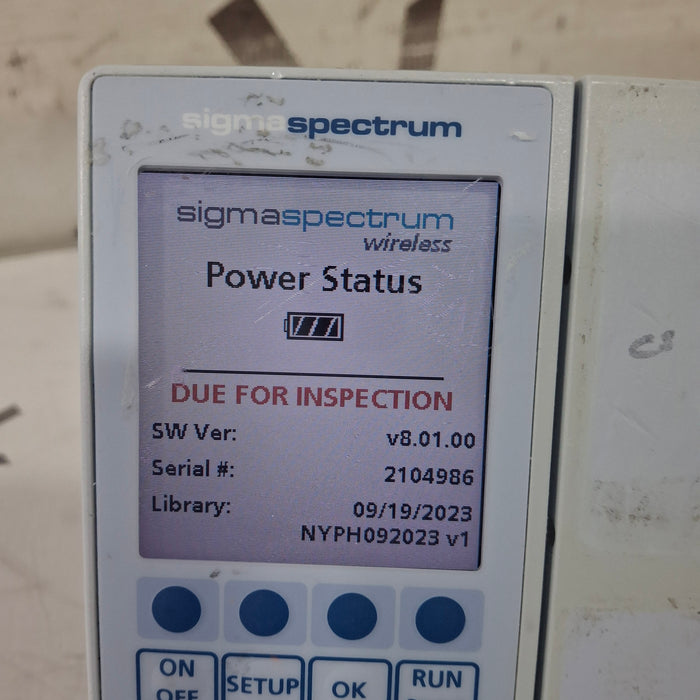 sigmaspectrum
sigmaspectrum
wireless
Power Status
DUE FOR INSPECTION
SW Ver: v8.01.00
Serial #: 2104986
Library: 09/19/2023
NYPH092023 v1
ON SETUP OK RUN
OFF